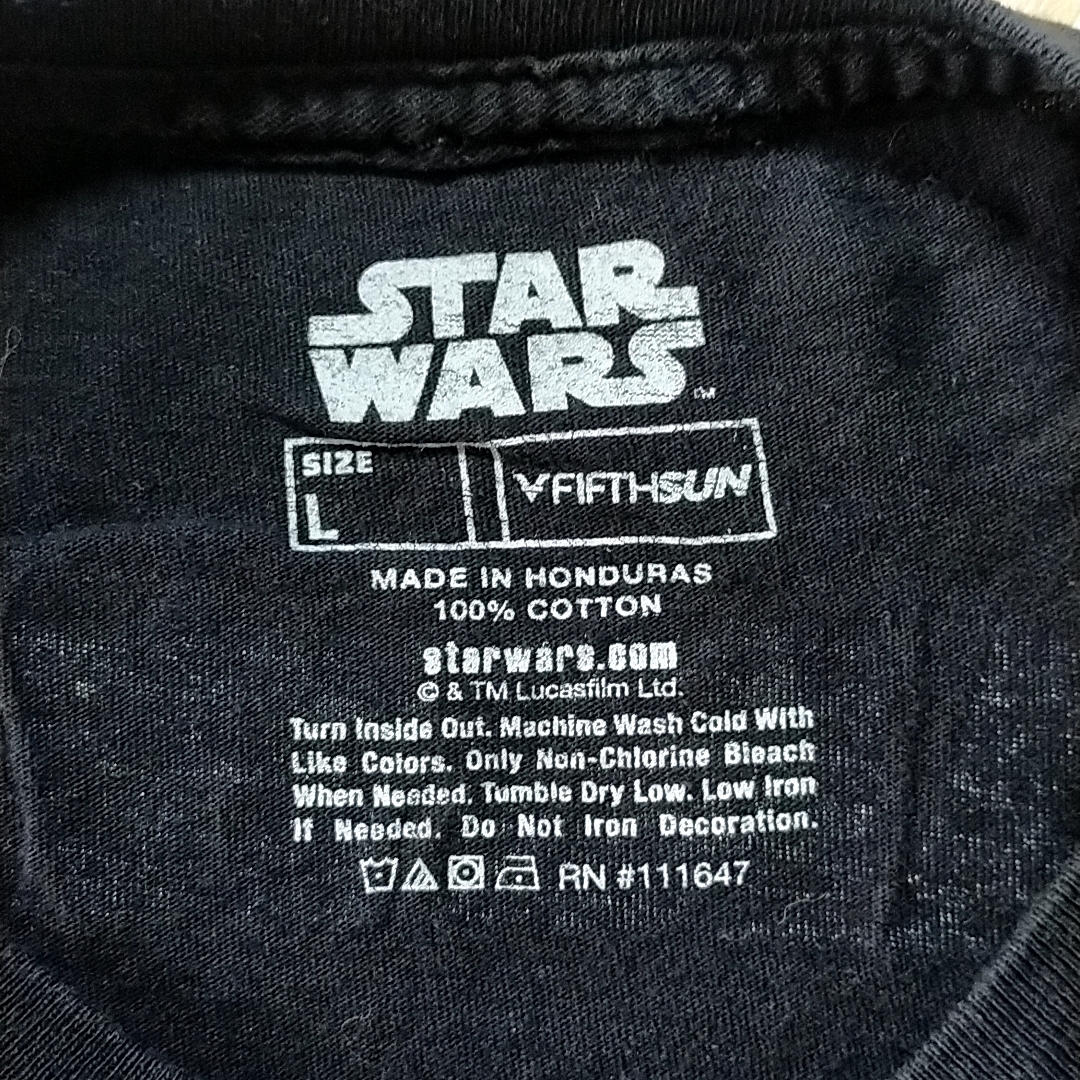 STAR
WARS™
SIZE
L
FIFTHSUN
MADE IN HONDURAS
100% COTTON
starwars.com
© & TM Lucasfilm Ltd.
Turn Inside Out. Machine Wash Cold With
Like Colors. Only Non-Chlorine Bleach
When Needed. Tumble Dry Low. Low Iron
If Needed. Do Not Iron Decoration.
RN #111647